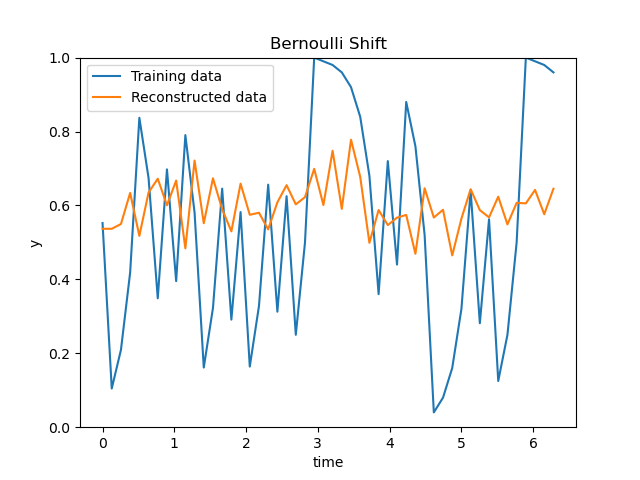 Bernoulli Shift
Training data
Reconstructed data
1.0
0.8
0.6
0.4
0.2
0.0
y
0 1 2 3 4 5 6
time